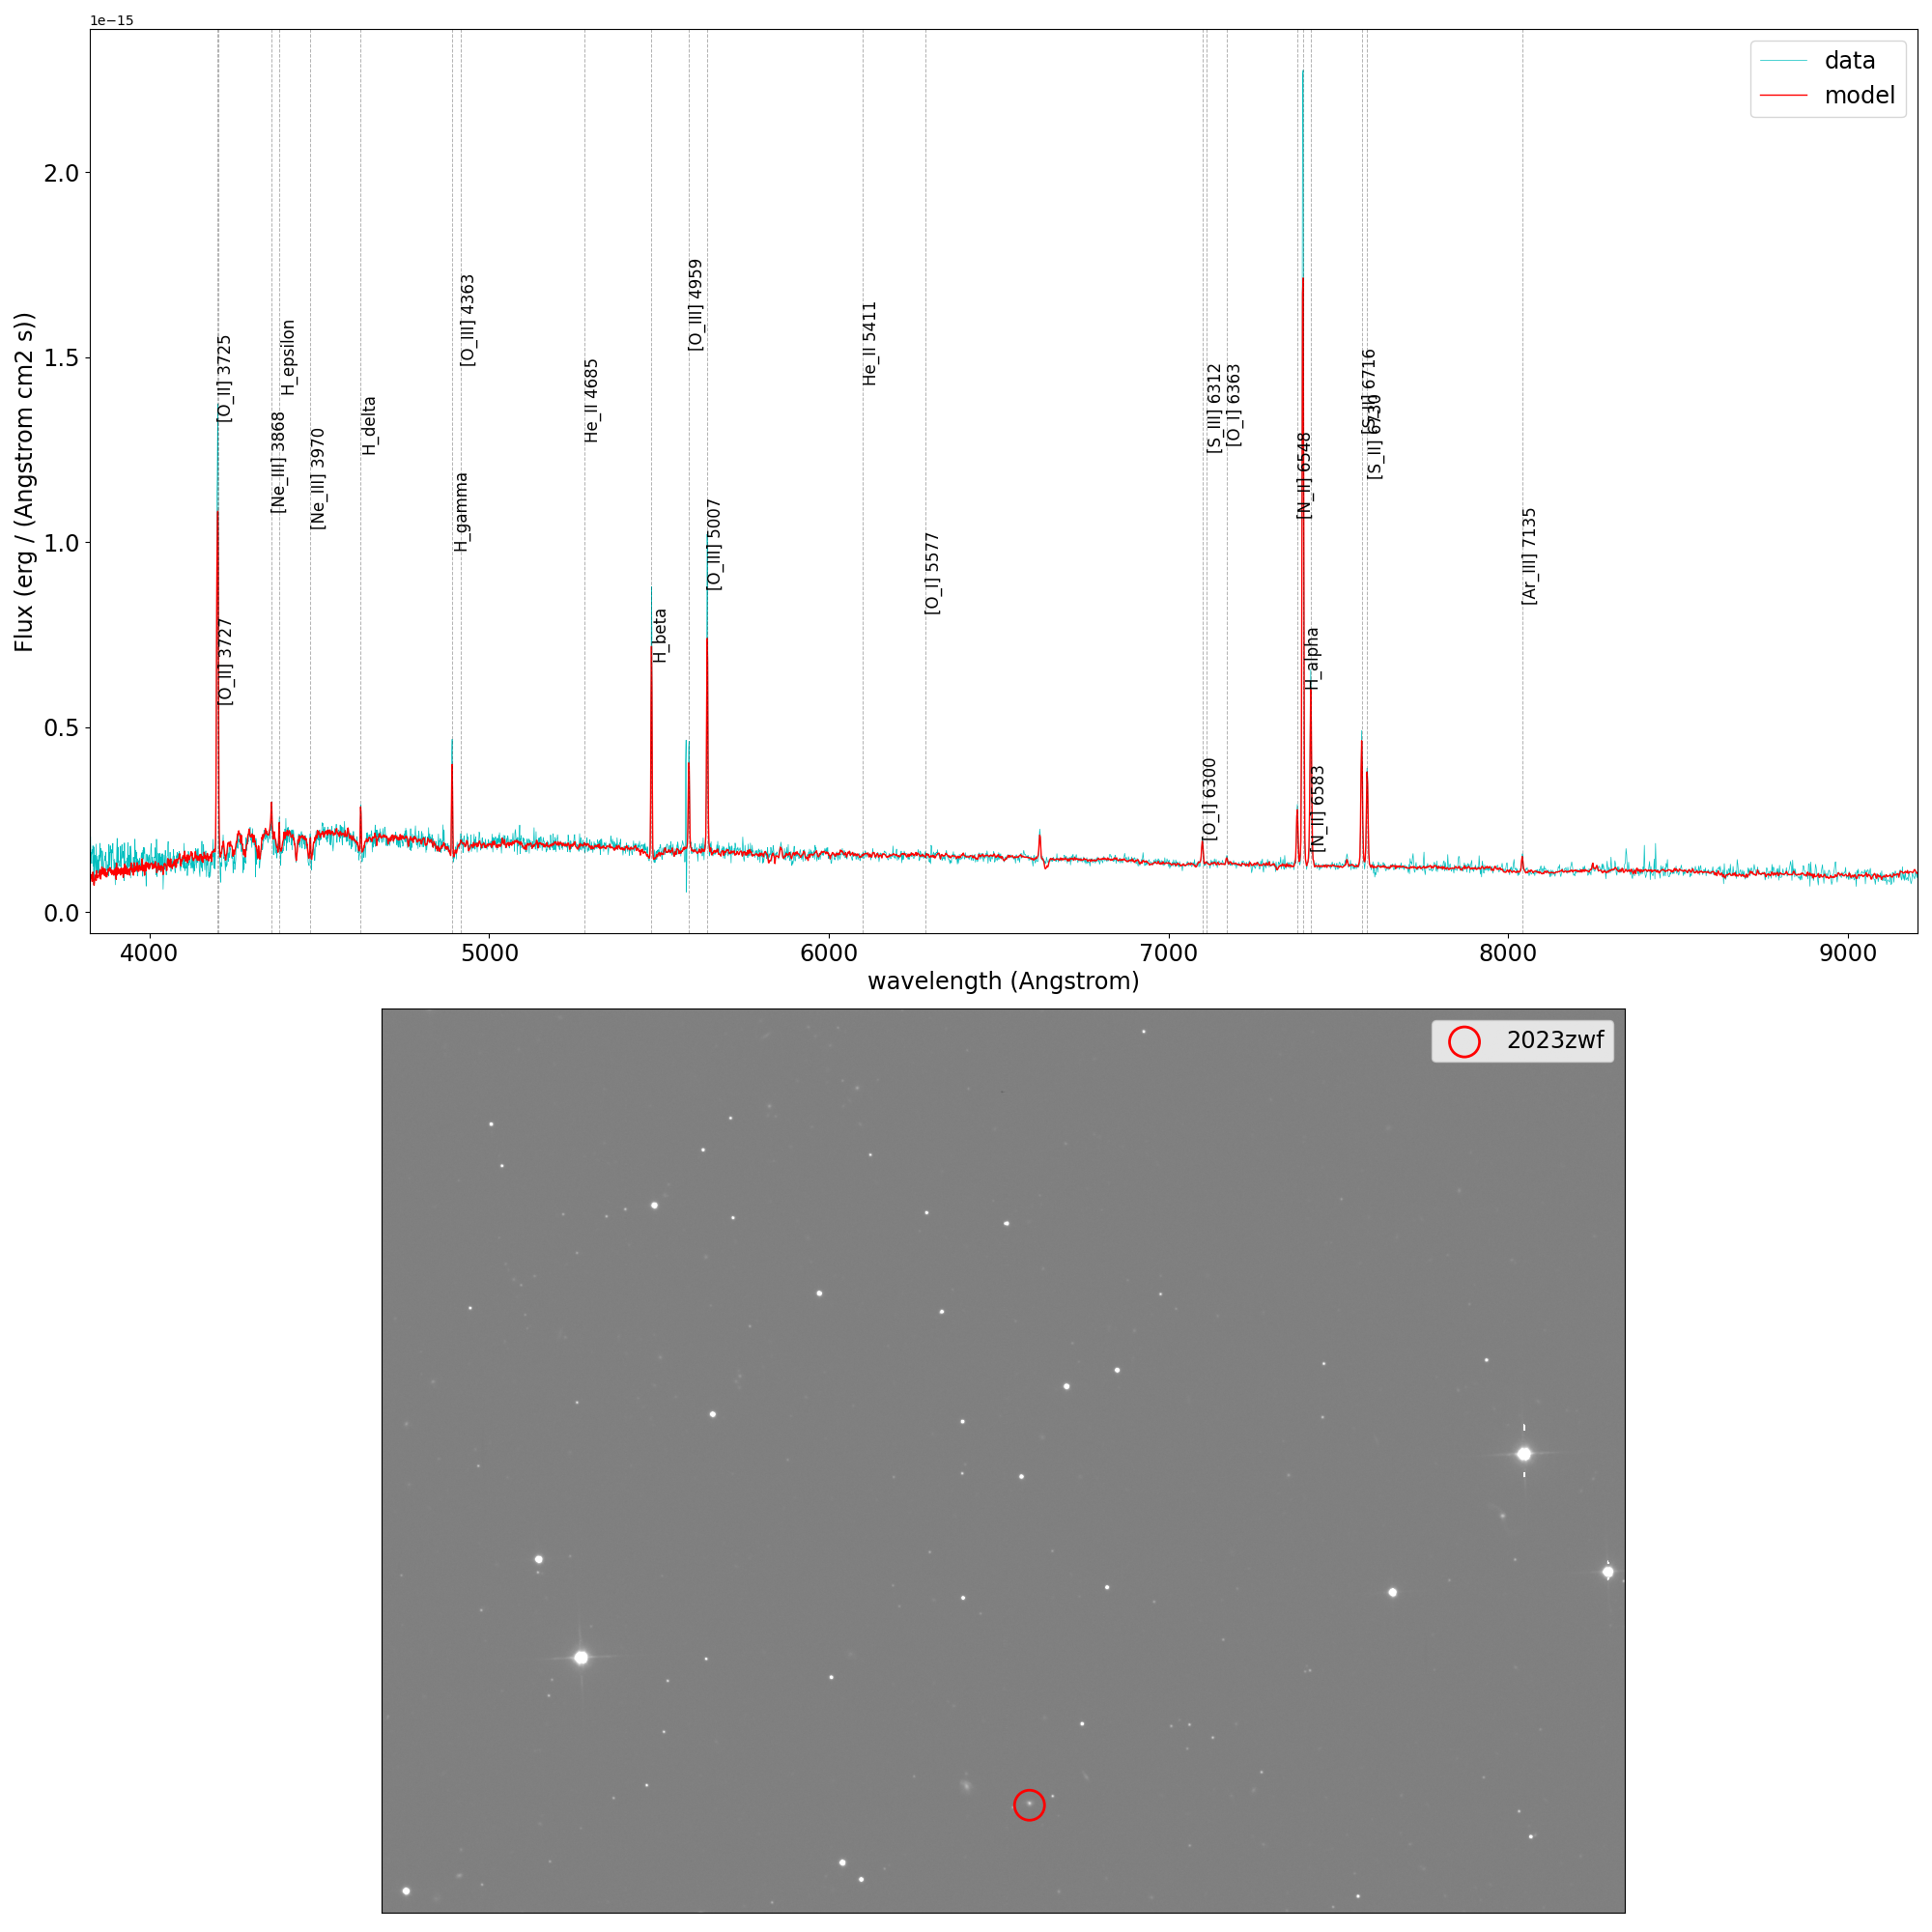 1e−15
data
model
Flux (erg / (Angstrom cm2 s))
2.0
1.5
1.0
0.5
0.0
[O_II] 3725
[O_II] 3727
[Ne_III] 3868
H_epsilon
[Ne_III] 3970
H_delta
H_gamma
[O_III] 4363
He_II 4685
H_beta
[O_III] 4959
[O_III] 5007
He_II 5411
[O_I] 5577
[O_I] 6300
[S_III] 6312
[O_I] 6363
[N_II] 6548
H_alpha
[N_II] 6583
[S_II] 6716
[S_II] 6730
[Ar_III] 7135
4000 5000 6000 7000 8000 9000
wavelength (Angstrom)
2023zwf